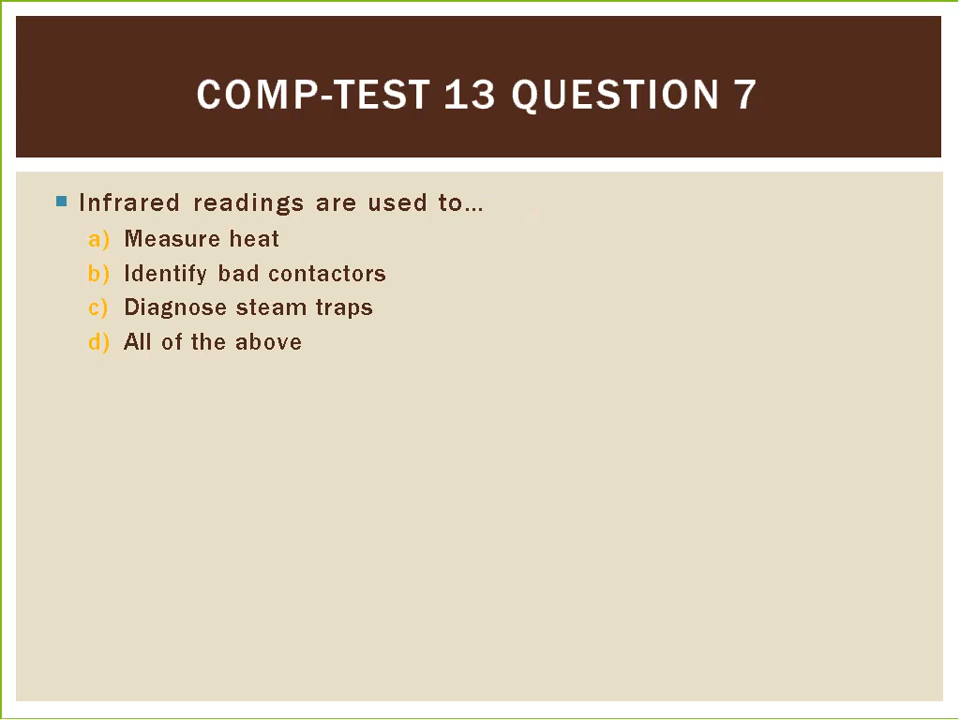 COMP-TEST 13 QUESTION 7
Infrared readings are used to…
a) Measure heat
b) Identify bad contactors
c) Diagnose steam traps
d) All of the above